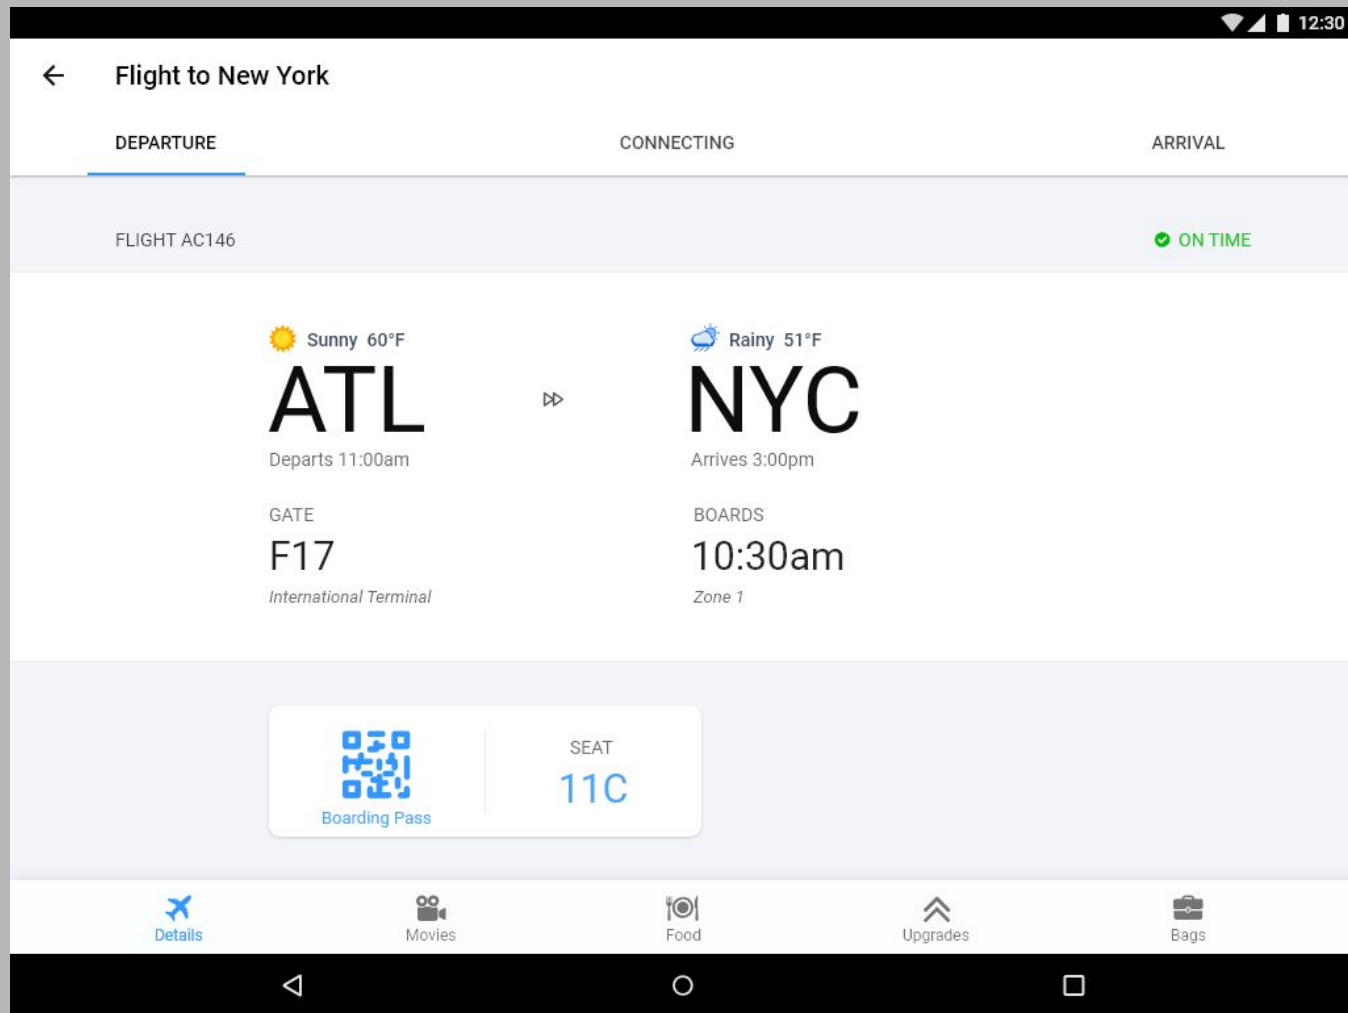 12:30
Flight to New York
DEPARTURE CONNECTING ARRIVAL
FLIGHT AC146 ON TIME
Sunny 60°F Rainy 51°F
ATL NYC
Departs 11:00am Arrives 3:00pm
GATE BOARDS
F17 10:30am
International Terminal Zone 1
SEAT
11C
Boarding Pass
Details Movies Food Upgrades Bags